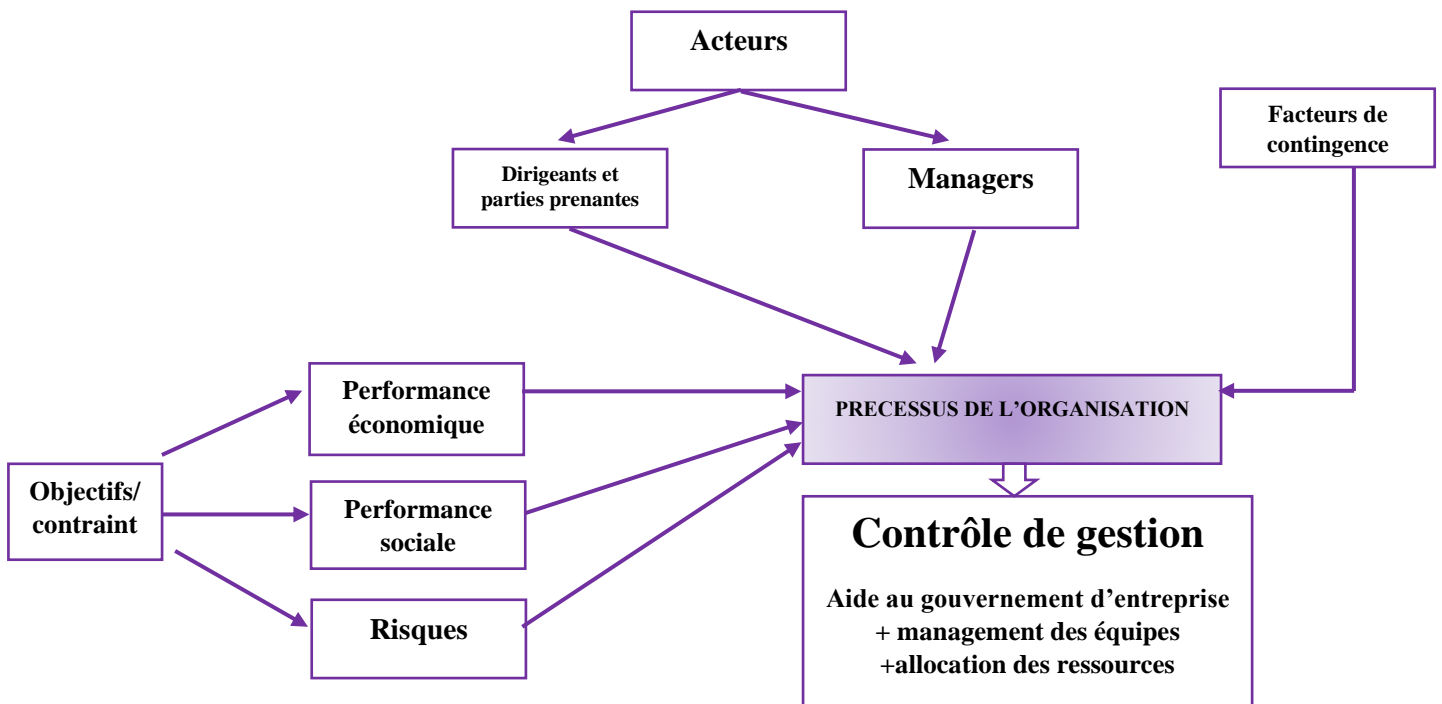 Acteurs
Facteurs de
contingence
Dirigeants et
parties prenantes
Managers
Performance
économique
PRECESSUS DE L’ORGANISATION
Objectifs/
contraint
Performance
sociale
Risques
Contrôle de gestion
Aide au gouvernement d’entreprise
+ management des équipes
+allocation des ressources